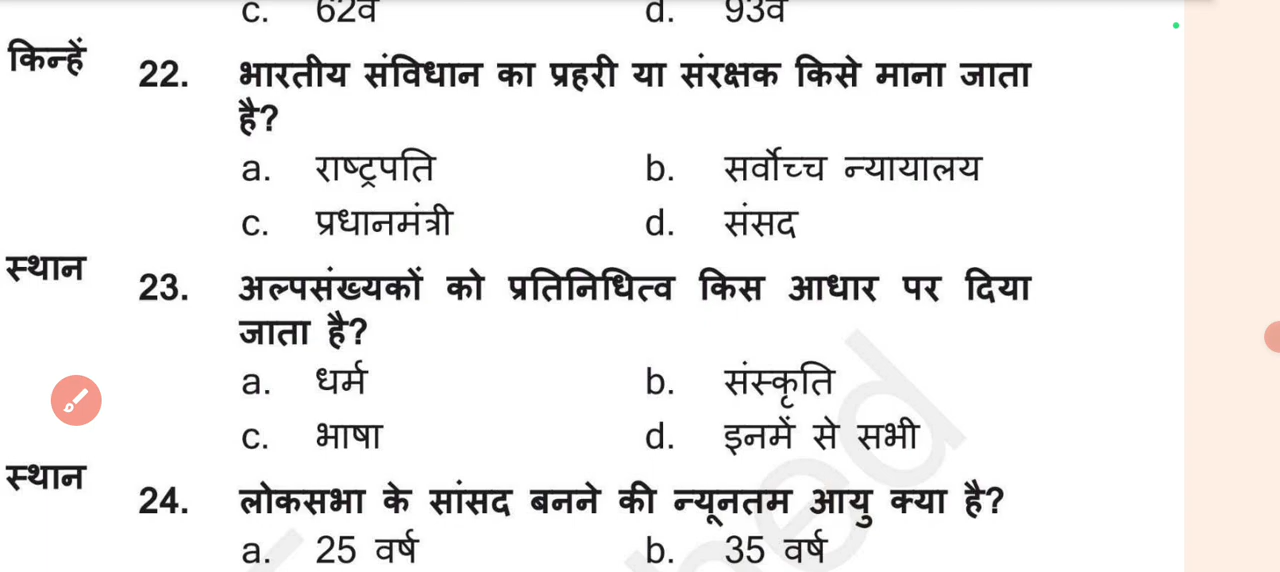 c. 62वें d. 93वें
किन्हें
22. भारतीय संविधान का प्रहरी या संरक्षक किसे माना जाता
है?
a. राष्ट्रपति b. सर्वोच्च न्यायालय
c. प्रधानमंत्री d. संसद
स्थान
23. अल्पसंख्यकों को प्रतिनिधित्व किस आधार पर दिया
जाता है?
a. धर्म b. संस्कृति
c. भाषा d. इनमें से सभी
स्थान
24. लोकसभा के सांसद बनने की न्यूनतम आयु क्या है?
a. 25 वर्ष b. 35 वर्ष